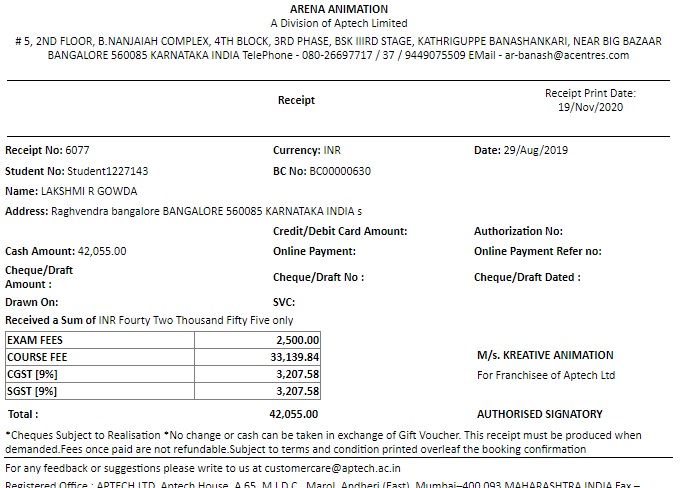 ARENA ANIMATION
A Division of Aptech Limited
# 5, 2ND FLOOR, B.NANJAIAH COMPLEX, 4TH BLOCK, 3RD PHASE, BSK IIIRD STAGE, KATHRIGUPPE BANASHANKARI, NEAR BIG BAZAAR
BANGALORE 560085 KARNATAKA INDIA TelePhone - 080-26697717 / 37 / 9449075509 EMail - ar-banash@acentres.com
Receipt
Receipt Print Date:
19/Nov/2020
Receipt No: 6077 Currency: INR Date: 29/Aug/2019
Student No: Student1227143 BC No: BC00000630
Name: LAKSHMI R GOWDA
Address: Raghvendra bangalore BANGALORE 560085 KARNATAKA INDIA s
Credit/Debit Card Amount: Authorization No:
Cash Amount: 42,055.00 Online Payment: Online Payment Refer no:
Cheque/Draft
Amount : Cheque/Draft No : Cheque/Draft Dated :
Drawn On: SVC:
Received a Sum of INR Fourty Two Thousand Fifty Five only
EXAM FEES 2,500.00
COURSE FEE 33,139.84
CGST [9%] 3,207.58
SGST [9%] 3,207.58
M/s. KREATIVE ANIMATION
For Franchisee of Aptech Ltd
Total : 42,055.00 AUTHORISED SIGNATORY
*Cheques Subject to Realisation *No change or cash can be taken in exchange of Gift Voucher. This receipt must be produced when
demanded.Fees once paid are not refundable.Subject to terms and condition printed overleaf the booking confirmation
For any feedback or suggestions please write to us at customercare@aptech.ac.in
Registered Office : APTECH LTD, Aptech House, A 65, M.I.D.C., Marol, Andheri (East), Mumbai–400 093 MAHARASHTRA INDIA Fax –